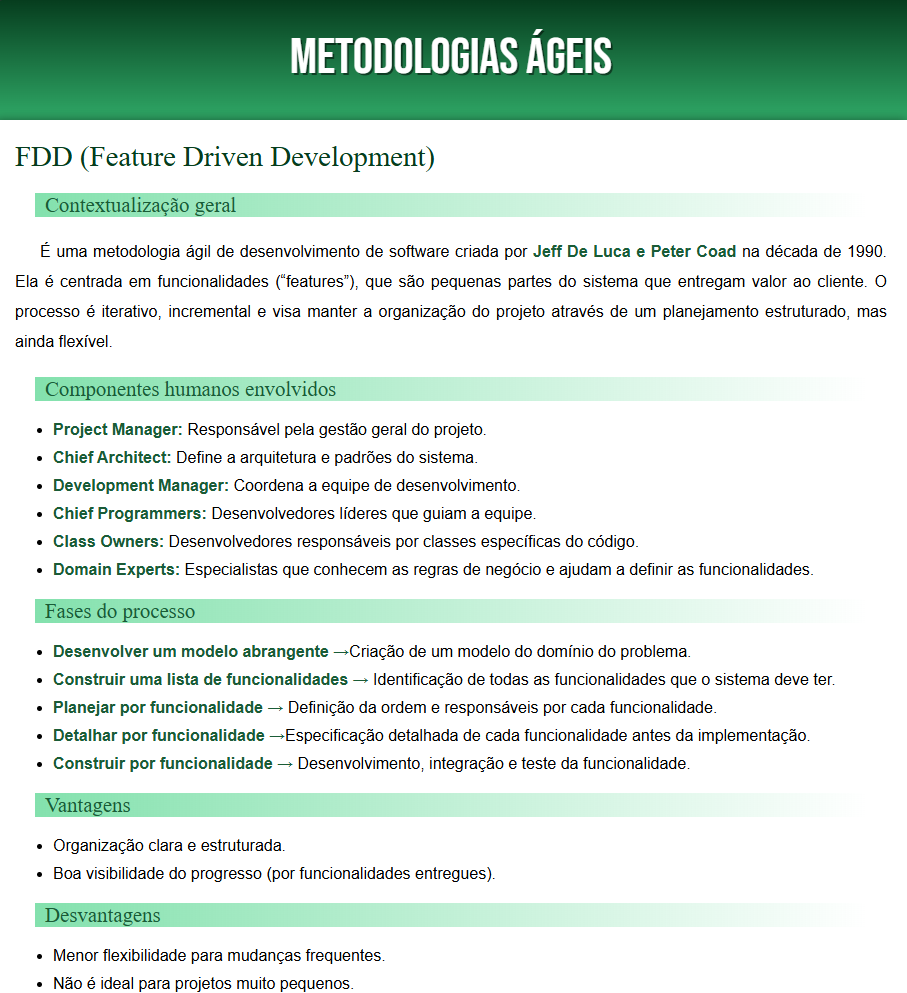 METODOLOGIAS ÁGEIS
FDD (Feature Driven Development)
Contextualização geral
É uma metodologia ágil de desenvolvimento de software criada por Jeff De Luca e Peter Coad na década de 1990.
Ela é centrada em funcionalidades (“features”), que são pequenas partes do sistema que entregam valor ao cliente. O
processo é iterativo, incremental e visa manter a organização do projeto através de um planejamento estruturado, mas
ainda flexível.
Componentes humanos envolvidos
• Project Manager: Responsável pela gestão geral do projeto.
• Chief Architect: Define a arquitetura e padrões do sistema.
• Development Manager: Coordena a equipe de desenvolvimento.
• Chief Programmers: Desenvolvedores líderes que guiam a equipe.
• Class Owners: Desenvolvedores responsáveis por classes específicas do código.
• Domain Experts: Especialistas que conhecem as regras de negócio e ajudam a definir as funcionalidades.
Fases do processo
• Desenvolver um modelo abrangente →Criação de um modelo do domínio do problema.
• Construir uma lista de funcionalidades → Identificação de todas as funcionalidades que o sistema deve ter.
• Planejar por funcionalidade → Definição da ordem e responsáveis por cada funcionalidade.
• Detalhar por funcionalidade →Especificação detalhada de cada funcionalidade antes da implementação.
• Construir por funcionalidade → Desenvolvimento, integração e teste da funcionalidade.
Vantagens
• Organização clara e estruturada.
• Boa visibilidade do progresso (por funcionalidades entregues).
Desvantagens
• Menor flexibilidade para mudanças frequentes.
• Não é ideal para projetos muito pequenos.